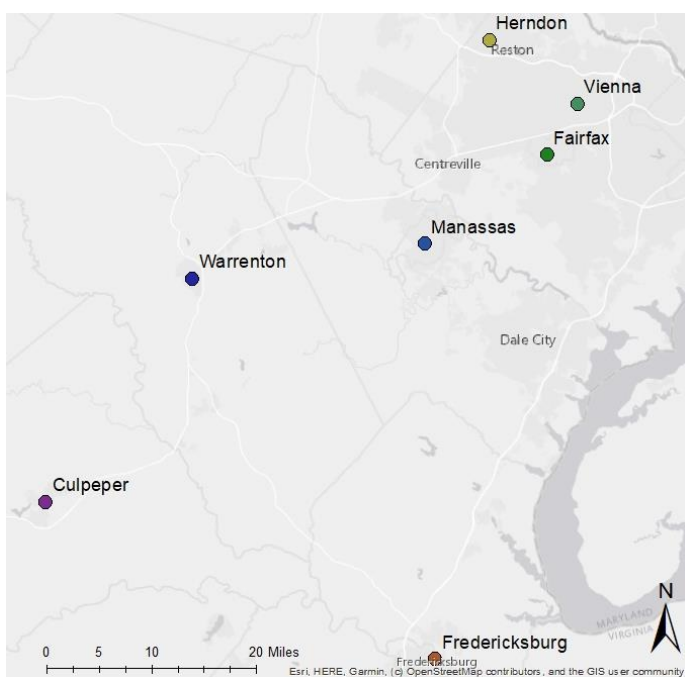 Herndon
Reston
Vienna
Fairfax
Centreville
Manassas
Warrenton
Dale City
Culpeper
N
MARYLAND
VIRGINIA
Fredericksburg
Fredericksburg
0 5 10 20 Miles
Esri, HERE, Garmin, (c) OpenStreetMap contributors, and the GIS user community